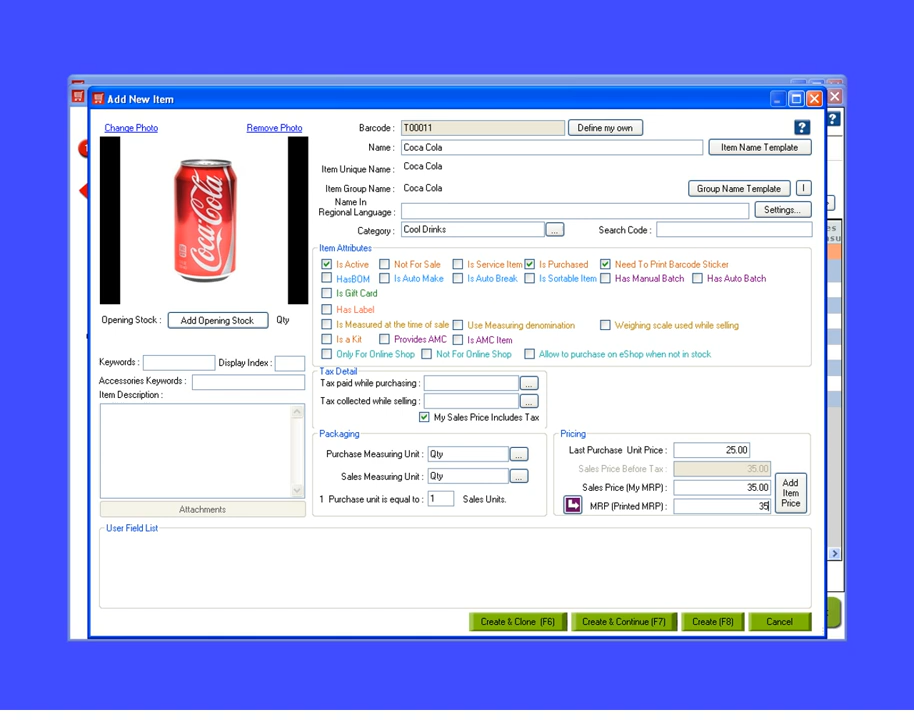 Add New Item
Change Photo Remove Photo
Coca-Cola
Barcode : T00011 Define my own ?
Name : Coca Cola Item Name Template
Item Unique Name : Coca Cola
Item Group Name : Coca Cola Group Name Template I
Name In
Regional Language : Settings...
Category : Cool Drinks ... Search Code :
Item Attributes
Is Active Not For Sale Is Service Item Is Purchased Need To Print Barcode Sticker
HasBOM Is Auto Make Is Auto Break Is Sortable Item Has Manual Batch Has Auto Batch
Is Gift Card
Has Label
Is Measured at the time of sale Use Measuring denomination Weighing scale used while selling
Is a Kit Provides AMC Is AMC Item
Only For Online Shop Not For Online Shop Allow to purchase on eShop when not in stock
Opening Stock : Add Opening Stock Qty
Keywords : Display Index :
Accessories Keywords :
Item Description :
Attachments
Tax Detail
Tax paid while purchasing : ...
Tax collected while selling : ...
My Sales Price Includes Tax
Packaging
Purchase Measuring Unit : Qty ...
Sales Measuring Unit : Qty ...
1 Purchase unit is equal to : 1 Sales Units.
Pricing
Last Purchase Unit Price : 25.00
Sales Price Before Tax : 35.00
Sales Price (My MRP) : 35.00
MRP (Printed MRP) : 35
Add
Item
Price
User Field List
Create & Clone (F6) Create & Continue (F7) Create (F8) Cancel